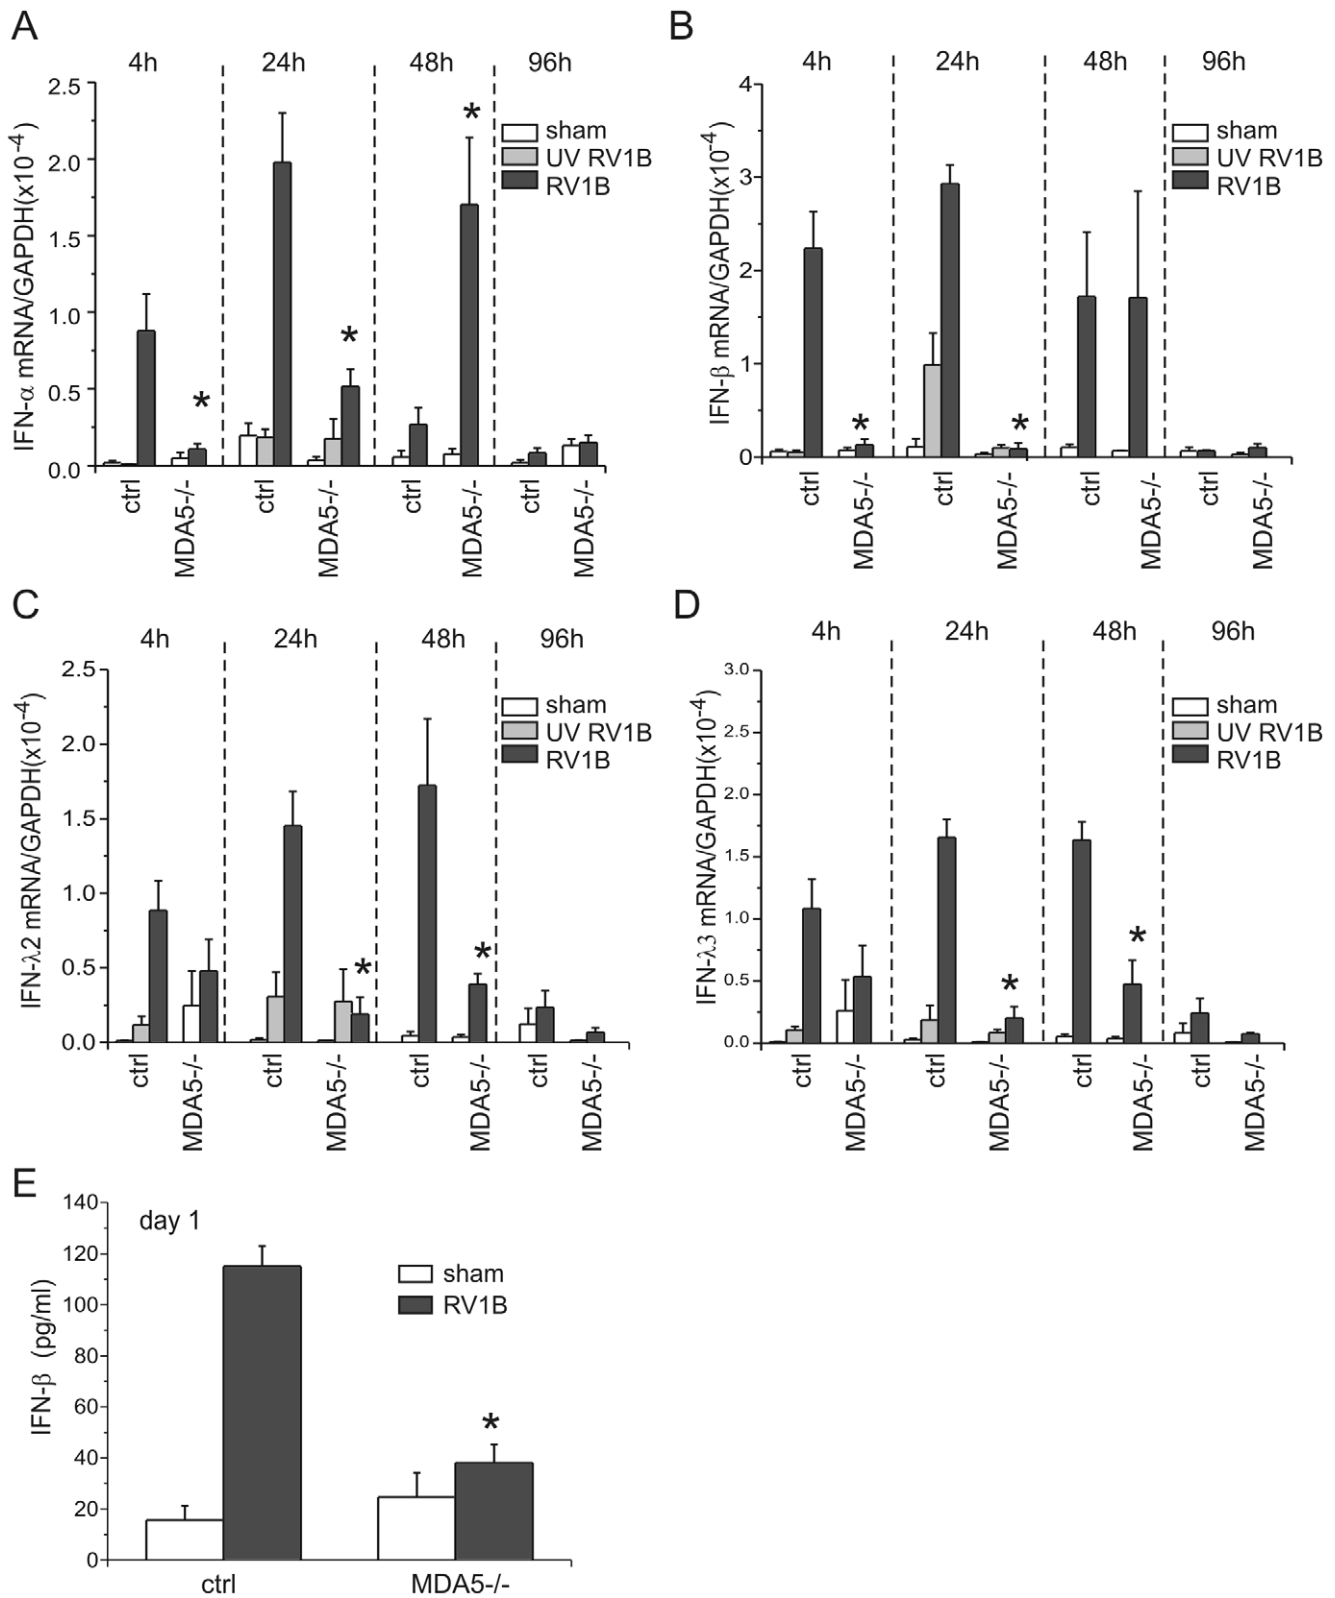 A
4h 24h 48h 96h
IFN-α mRNA/GAPDH(x10-4)
2.5
2.0
1.5
1.0
0.5
0.0
sham
UV RV1B
RV1B
*
*
*
ctrl MDA5-/- ctrl MDA5-/- ctrl MDA5-/- ctrl MDA5-/-
B
4h 24h 48h 96h
IFN-β mRNA/GAPDH(x10-4)
4
3
2
1
0
sham
UV RV1B
RV1B
* *
ctrl MDA5-/- ctrl MDA5-/- ctrl MDA5-/- ctrl MDA5-/-
C
4h 24h 48h 96h
IFN-λ2 mRNA/GAPDH(x10-4)
2.5
2.0
1.5
1.0
0.5
0.0
sham
UV RV1B
RV1B
*
*
ctrl MDA5-/- ctrl MDA5-/- ctrl MDA5-/- ctrl MDA5-/-
D
4h 24h 48h 96h
IFN-λ3 mRNA/GAPDH(x10-4)
3.0
2.5
2.0
1.5
1.0
0.5
0.0
sham
UV RV1B
RV1B
*
*
ctrl MDA5-/- ctrl MDA5-/- ctrl MDA5-/- ctrl MDA5-/-
E
day 1
IFN-β (pg/ml)
140
120
100
80
60
40
20
0
sham
RV1B
*
ctrl MDA5-/-